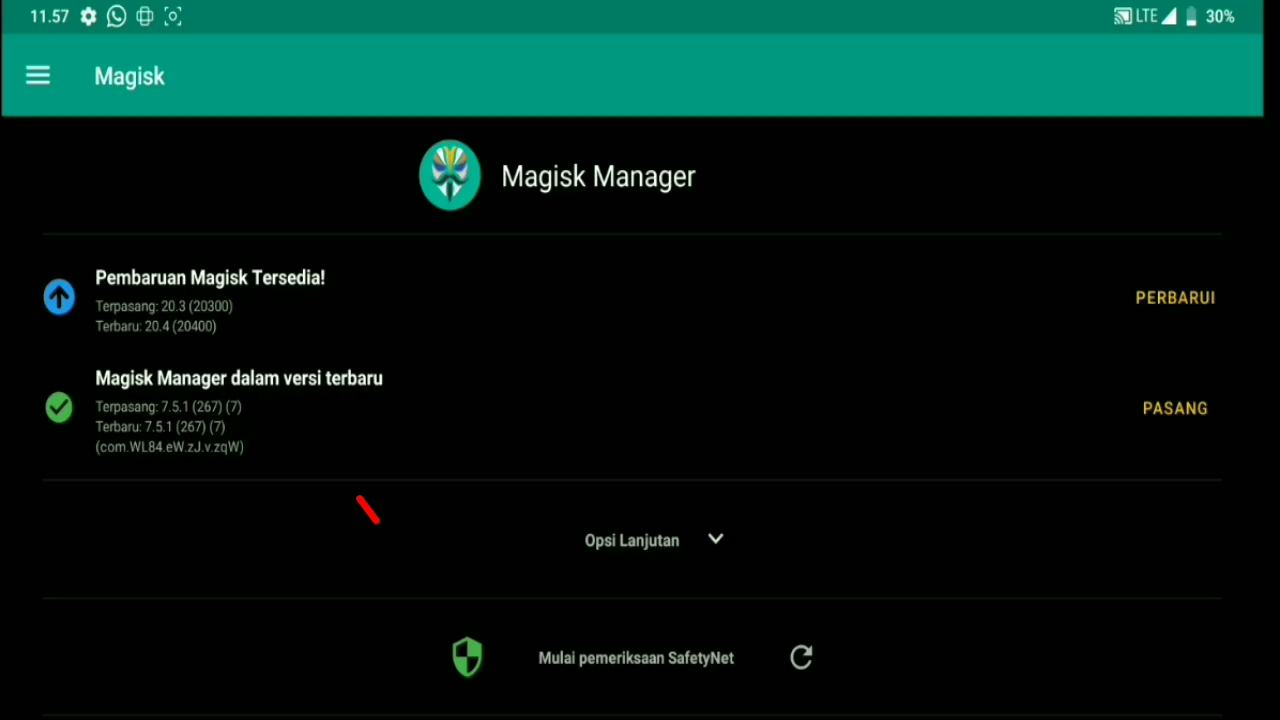 11.57
LTE 30%
Magisk
Magisk Manager
Pembaruan Magisk Tersedia!
Terpasang: 20.3 (20300)
Terbaru: 20.4 (20400)
PERBARUI
Magisk Manager dalam versi terbaru
Terpasang: 7.5.1 (267) (7)
Terbaru: 7.5.1 (267) (7)
(com.WL84.eW.zJ.v.zqW)
PASANG
Opsi Lanjutan
Mulai pemeriksaan SafetyNet